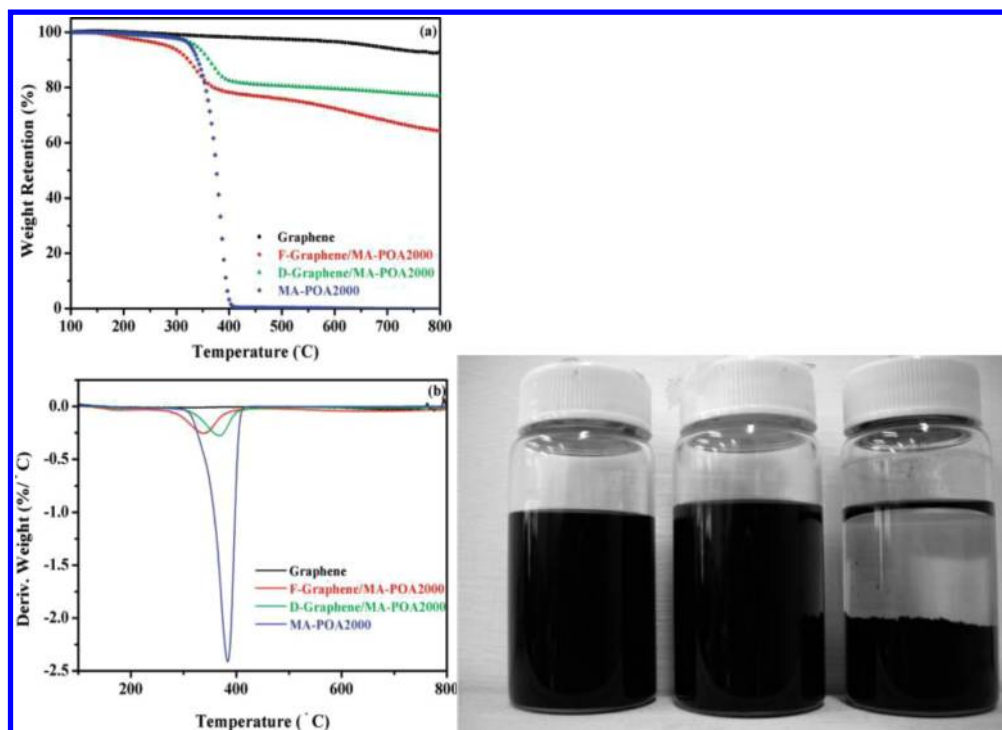 (a)
100
80
60
40
20
0
Weight Retention (%)
Graphene
F-Graphene/MA-POA2000
D-Graphene/MA-POA2000
MA-POA2000
100 200 300 400 500 600 700 800
Temperature (˙C)
(b)
0.0
-0.5
-1.0
-1.5
-2.0
-2.5
Deriv. Weight (%/˙C)
Graphene
F-Graphene/MA-POA2000
D-Graphene/MA-POA2000
MA-POA2000
200 400 600 800
Temperature (˙C)